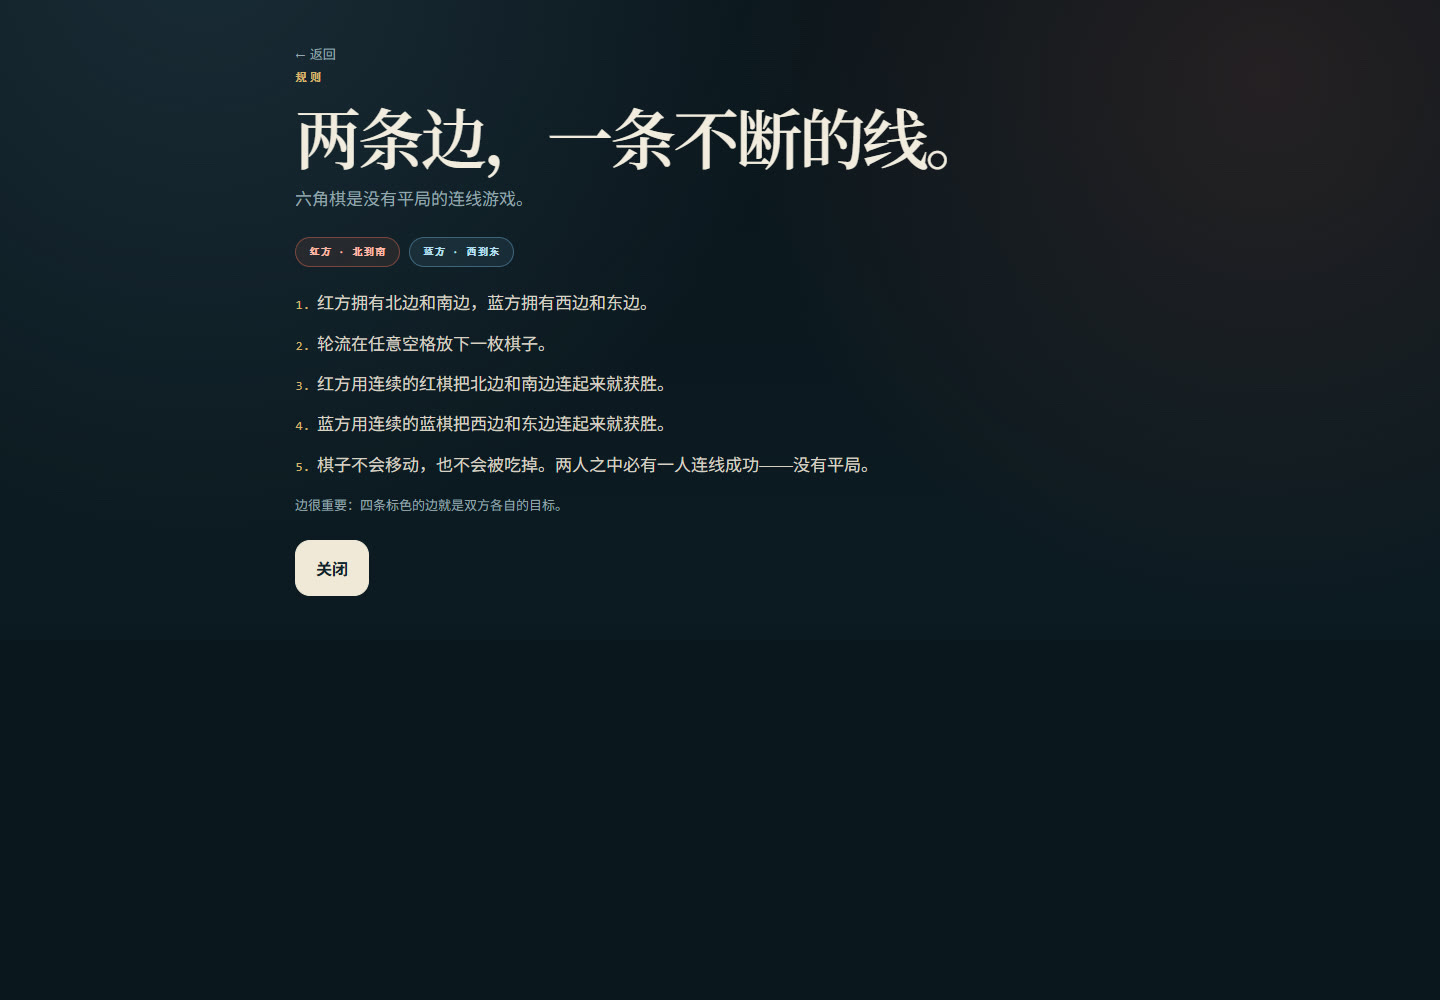 ← 返回
规则
两条边，一条不断的线。
六角棋是没有平局的连线游戏。
红方 · 北到南
蓝方 · 西到东
1. 红方拥有北边和南边，蓝方拥有西边和东边。
2. 轮流在任意空格放下一枚棋子。
3. 红方用连续的红棋把北边和南边连起来就获胜。
4. 蓝方用连续的蓝棋把西边和东边连起来就获胜。
5. 棋子不会移动，也不会被吃掉。两人之中必有一人连线成功——没有平局。
边很重要：四条标色的边就是双方各自的目标。
关闭